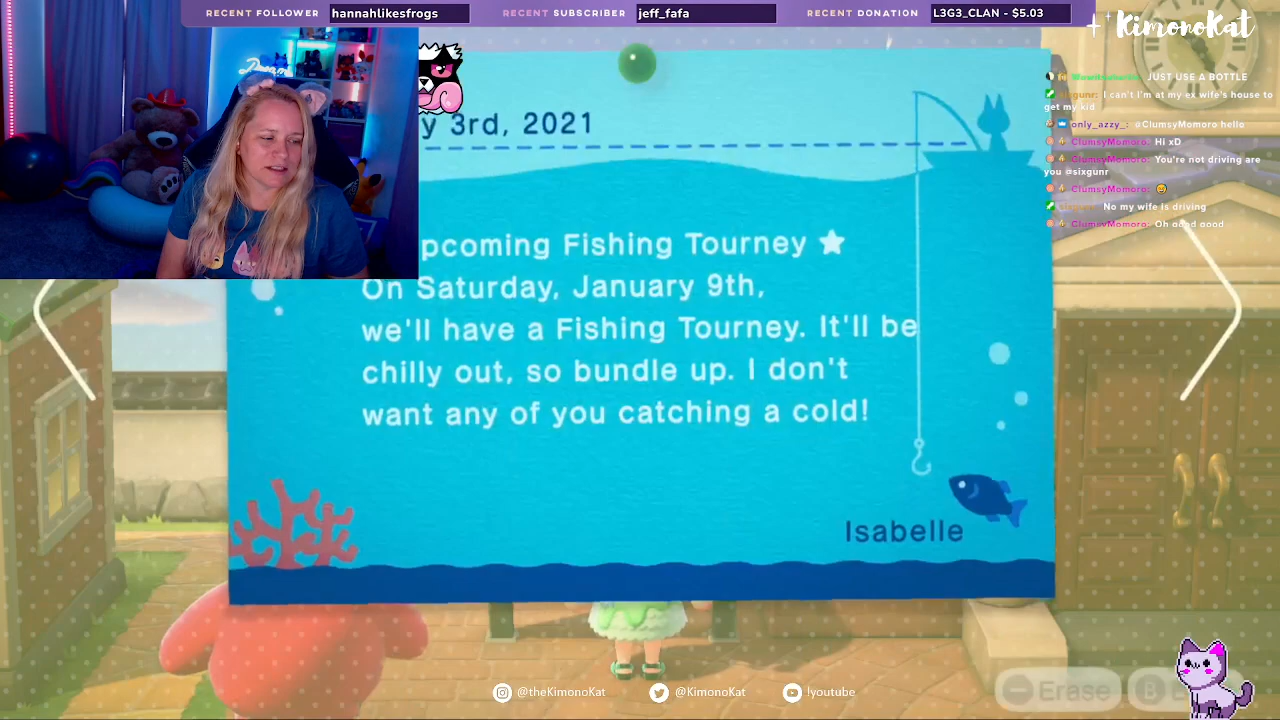 RECENT FOLLOWER hannahlikesfrogs
RECENT SUBSCRIBER jeff_fafa
RECENT DONATION L3G3_CLAN - $5.03
KimonoKat
Dream
y 3rd, 2021
pcoming Fishing Tourney ★
On Saturday, January 9th,
we'll have a Fishing Tourney. It'll be
chilly out, so bundle up. I don't
want any of you catching a cold!
Isabelle
JUST USE A BOTTLE
sixgunr: I can't I'm at my ex wife's house to
get my kid
only_azzy_: @ClumsyMomoro hello
ClumsyMomoro: Hi xD
ClumsyMomoro: You're not driving are
you @sixgunr
ClumsyMomoro:
sixgunr: No my wife is driving
ClumsyMomoro: Oh good good
Erase
B
@theKimonoKat
@KimonoKat
!youtube